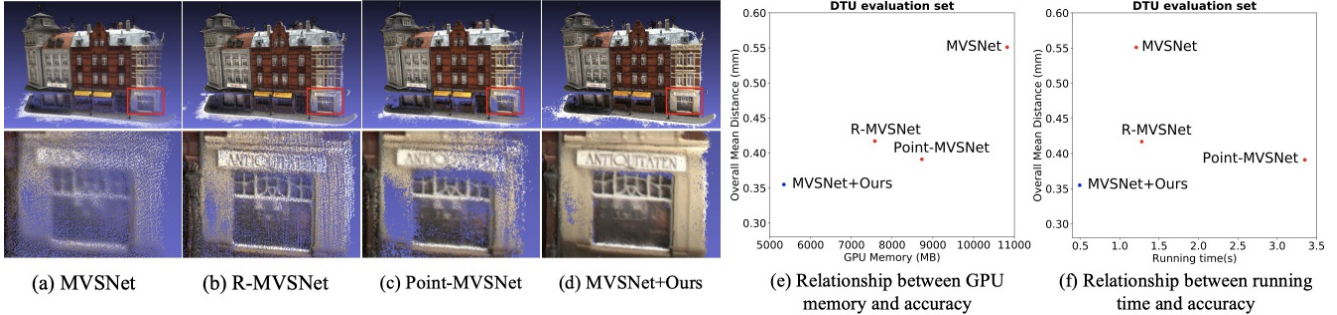 ANTIQUITÄTEN
ANTIQUITÄTEN
ANTIQUITÄTEN
(a) MVSNet
(b) R-MVSNet
(c) Point-MVSNet
(d) MVSNet+Ours
DTU evaluation set
Overall Mean Distance (mm)
0.60
0.55
0.50
0.45
0.40
0.35
0.30
MVSNet
R-MVSNet
Point-MVSNet
MVSNet+Ours
5000 6000 7000 8000 9000 10000 11000
GPU Memory (MB)
(e) Relationship between GPU
memory and accuracy
DTU evaluation set
Overall Mean Distance (mm)
0.60
0.55
0.50
0.45
0.40
0.35
0.30
MVSNet
R-MVSNet
Point-MVSNet
MVSNet+Ours
0.5 1.0 1.5 2.0 2.5 3.0 3.5
Running time(s)
(f) Relationship between running
time and accuracy